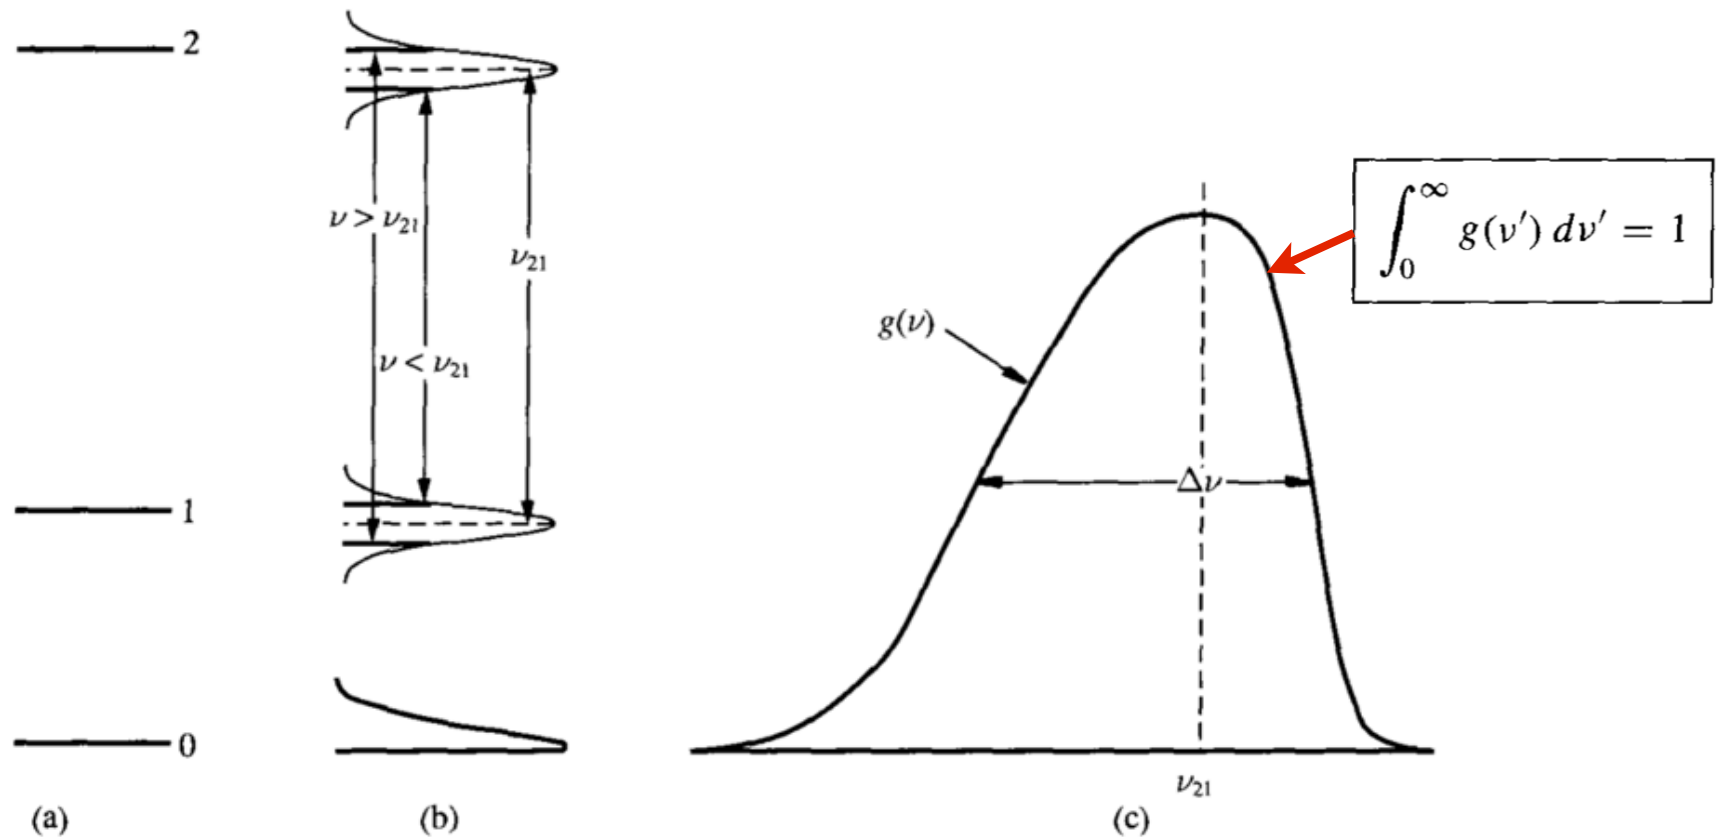 2
ν > ν₂₁
ν₂₁
ν < ν₂₁
1
0
(a)
(b)
g(ν)
∫₀^∞ g(ν′) dν′ = 1
Δν
ν₂₁
(c)